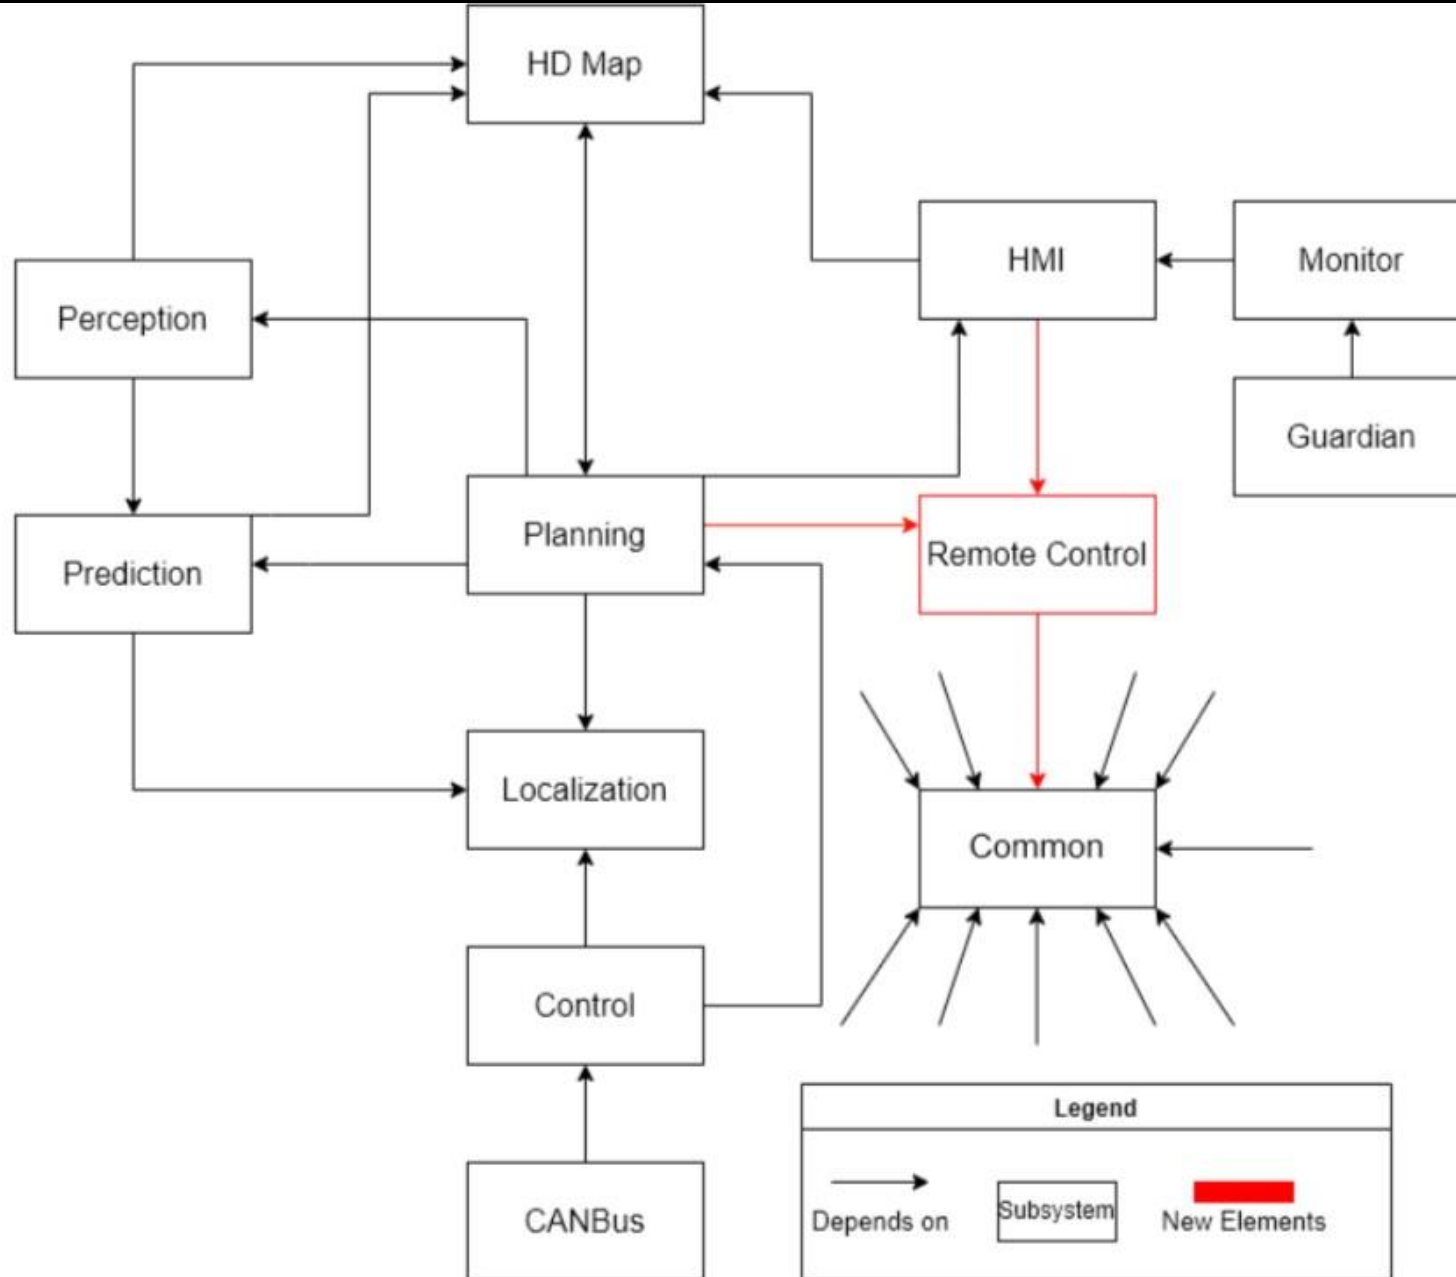 HD Map
HMI
Monitor
Perception
Guardian
Planning
Remote Control
Prediction
Localization
Common
Control
Legend
Depends on
Subsystem
New Elements
CANBus